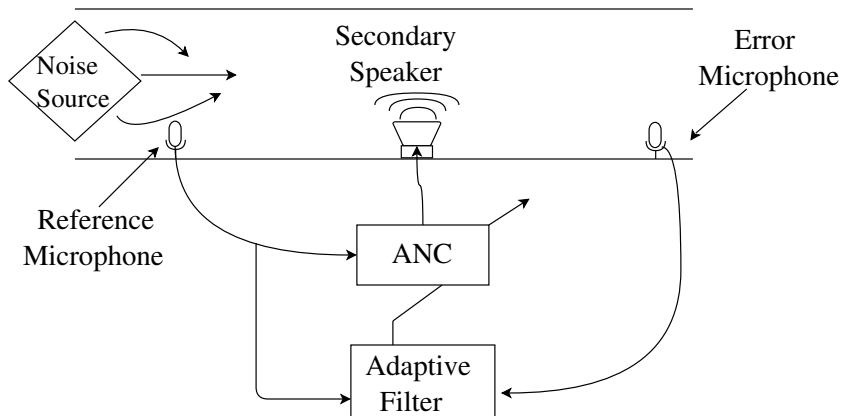 Noise
Source
Secondary
Speaker
Error
Microphone
Reference
Microphone
ANC
Adaptive
Filter